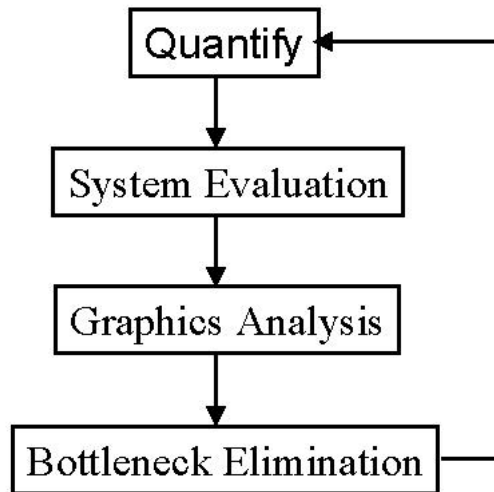 Quantify
System Evaluation
Graphics Analysis
Bottleneck Elimination